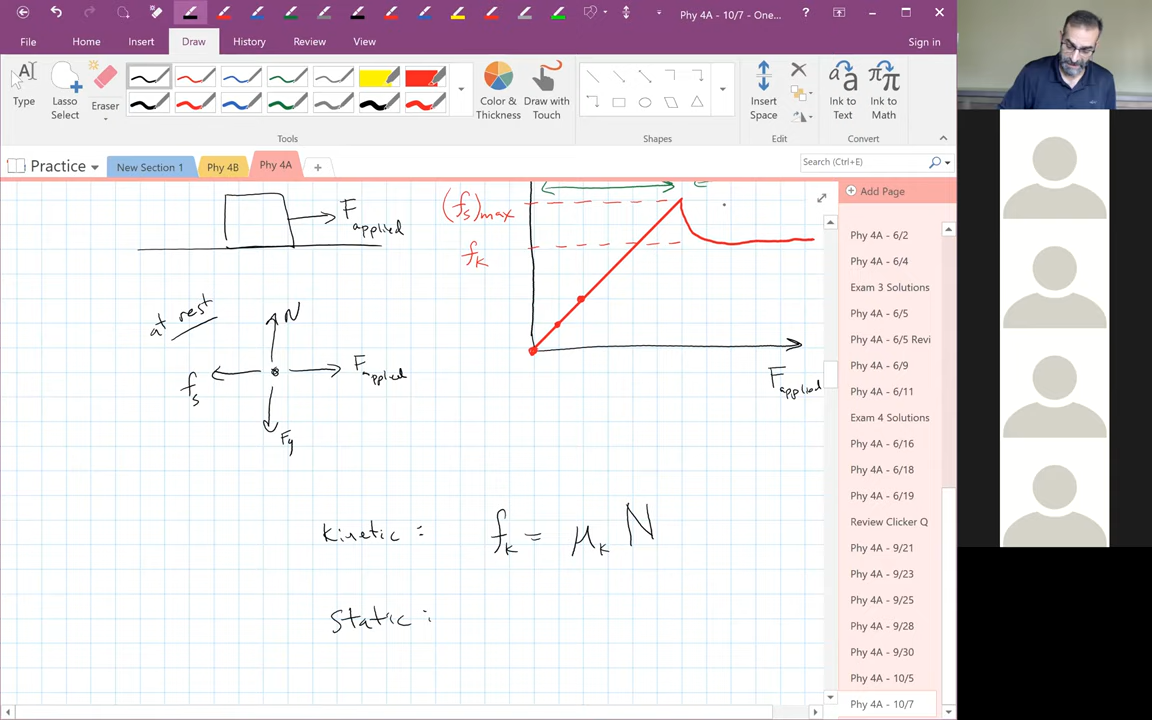 Phy 4A - 10/7 - One...
File Home Insert Draw History Review View
Sign in
Type
Lasso Select
Eraser
Color & Thickness
Draw with Touch
Insert Space
Ink to Text
Ink to Math
Tools
Shapes
Edit
Convert
Practice
New Section 1
Phy 4B
Phy 4A
Search (Ctrl+E)
Add Page
Phy 4A - 6/2
Phy 4A - 6/4
Exam 3 Solutions
Phy 4A - 6/5
Phy 4A - 6/5 Revi
Phy 4A - 6/9
Phy 4A - 6/11
Exam 4 Solutions
Phy 4A - 6/16
Phy 4A - 6/18
Phy 4A - 6/19
Review Clicker Q
Phy 4A - 9/21
Phy 4A - 9/23
Phy 4A - 9/25
Phy 4A - 9/28
Phy 4A - 9/30
Phy 4A - 10/5
Phy 4A - 10/7
F applied
(fs)max
fk
at rest
N
fs
F applied
Fg
F applied
kinetic: fk = μk N
static: